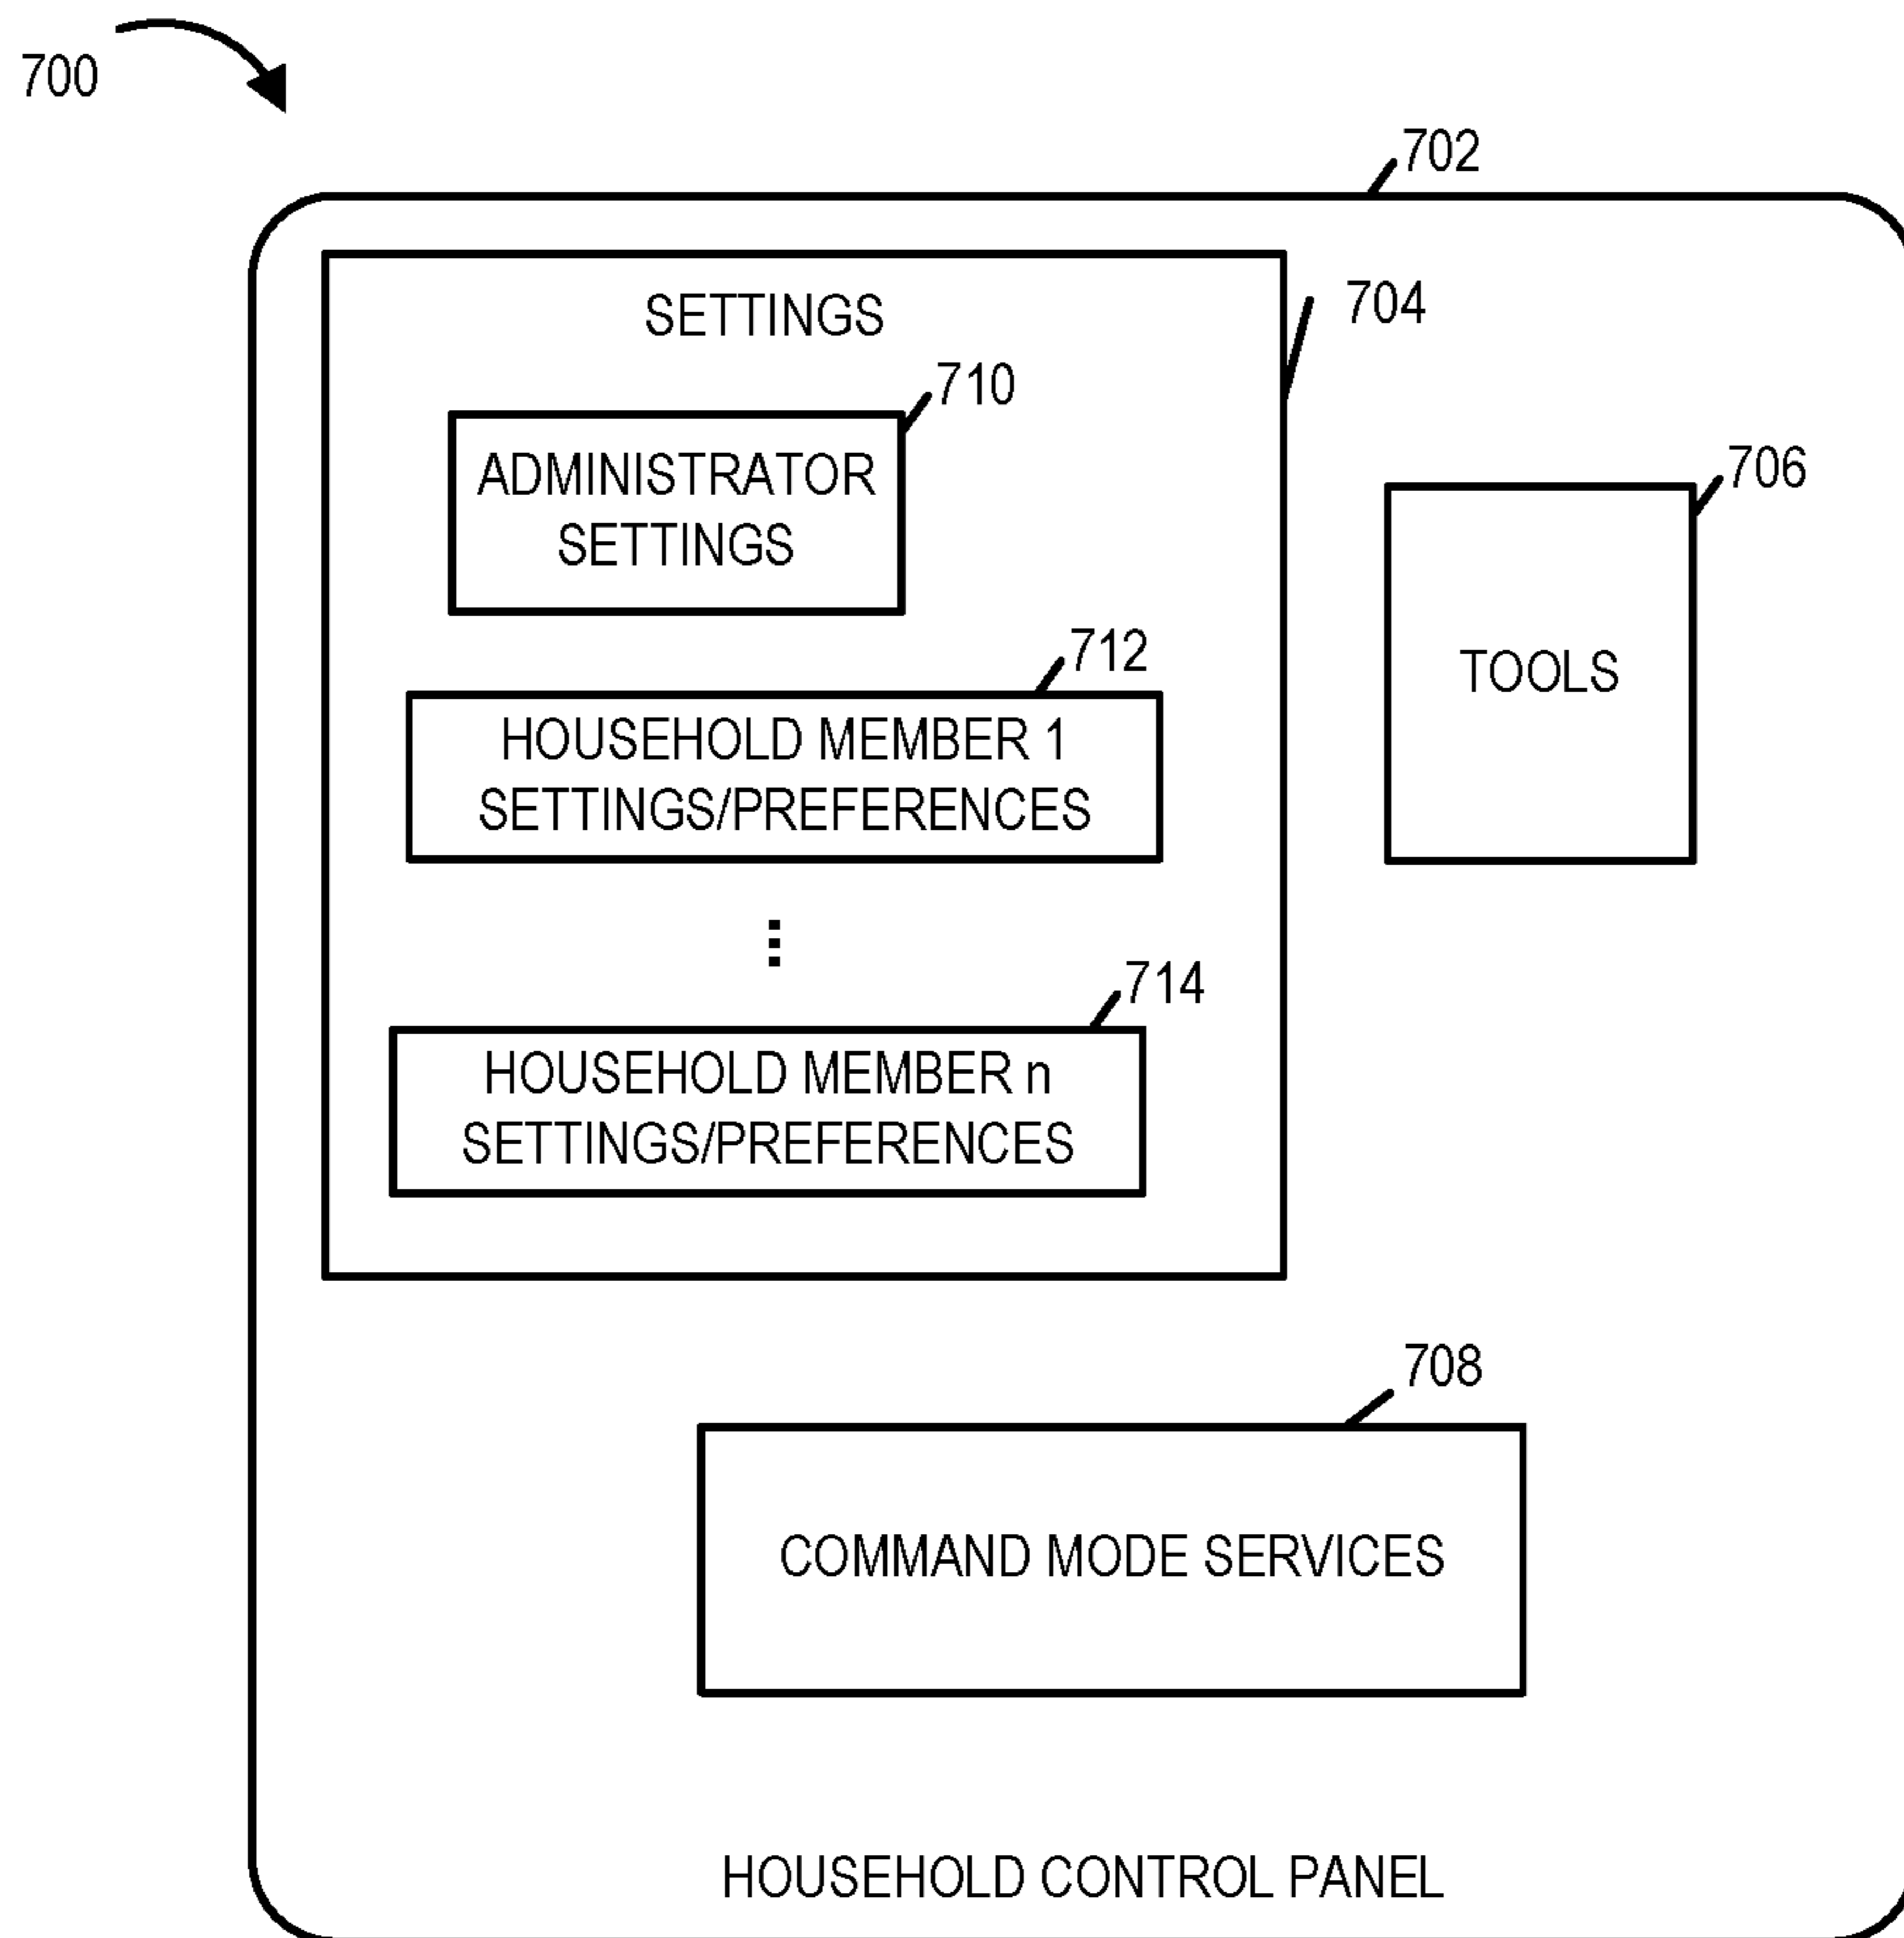 700
702
SETTINGS
704
710
ADMINISTRATOR
SETTINGS
706
TOOLS
712
HOUSEHOLD MEMBER 1
SETTINGS/PREFERENCES
714
HOUSEHOLD MEMBER n
SETTINGS/PREFERENCES
708
COMMAND MODE SERVICES
HOUSEHOLD CONTROL PANEL